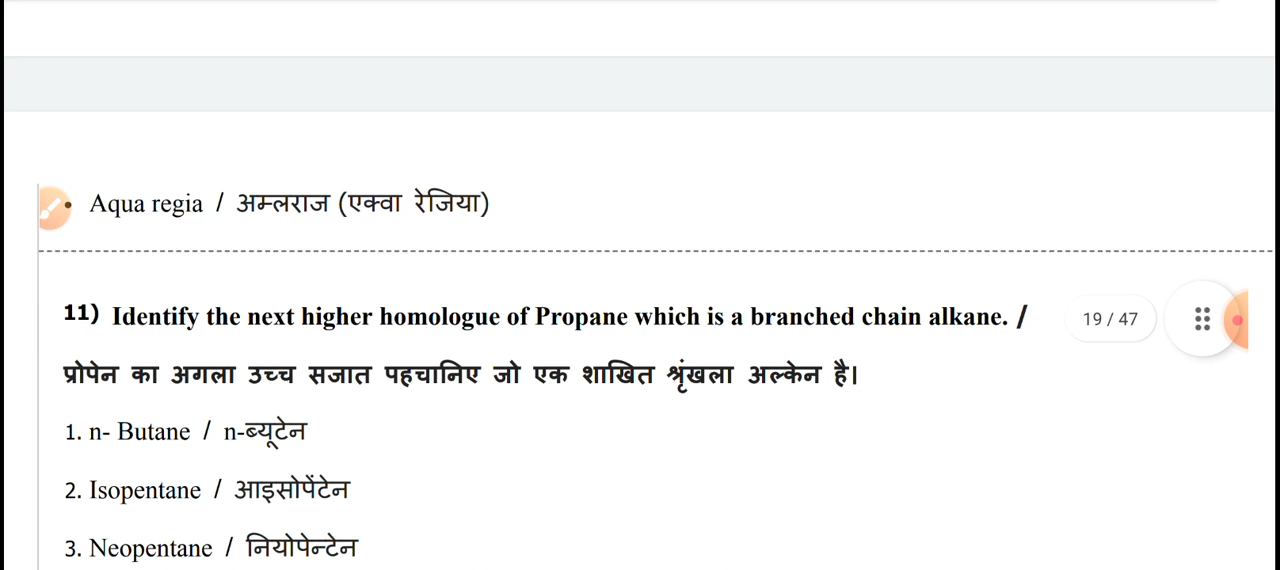 • Aqua regia / अम्लराज (एक्वा रेजिया)
11) Identify the next higher homologue of Propane which is a branched chain alkane. /
19 / 47
प्रोपेन का अगला उच्च सजात पहचानिए जो एक शाखित श्रृंखला अल्केन है।
1. n- Butane / n-ब्यूटेन
2. Isopentane / आइसोपेंटेन
3. Neopentane / नियोपेन्टेन